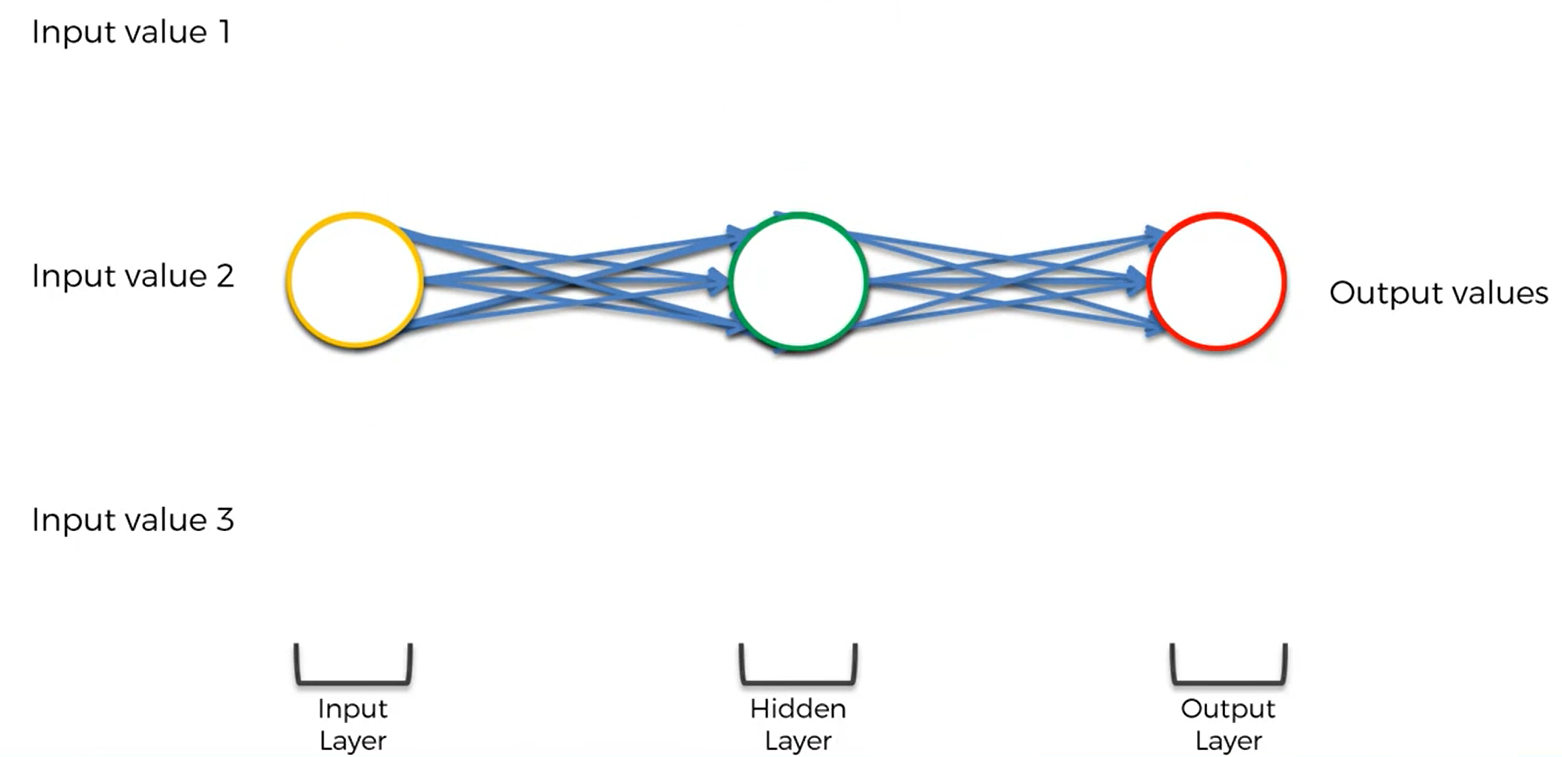 Input value 1
Input value 2
Output values
Input value 3
Input
Layer
Hidden
Layer
Output
Layer